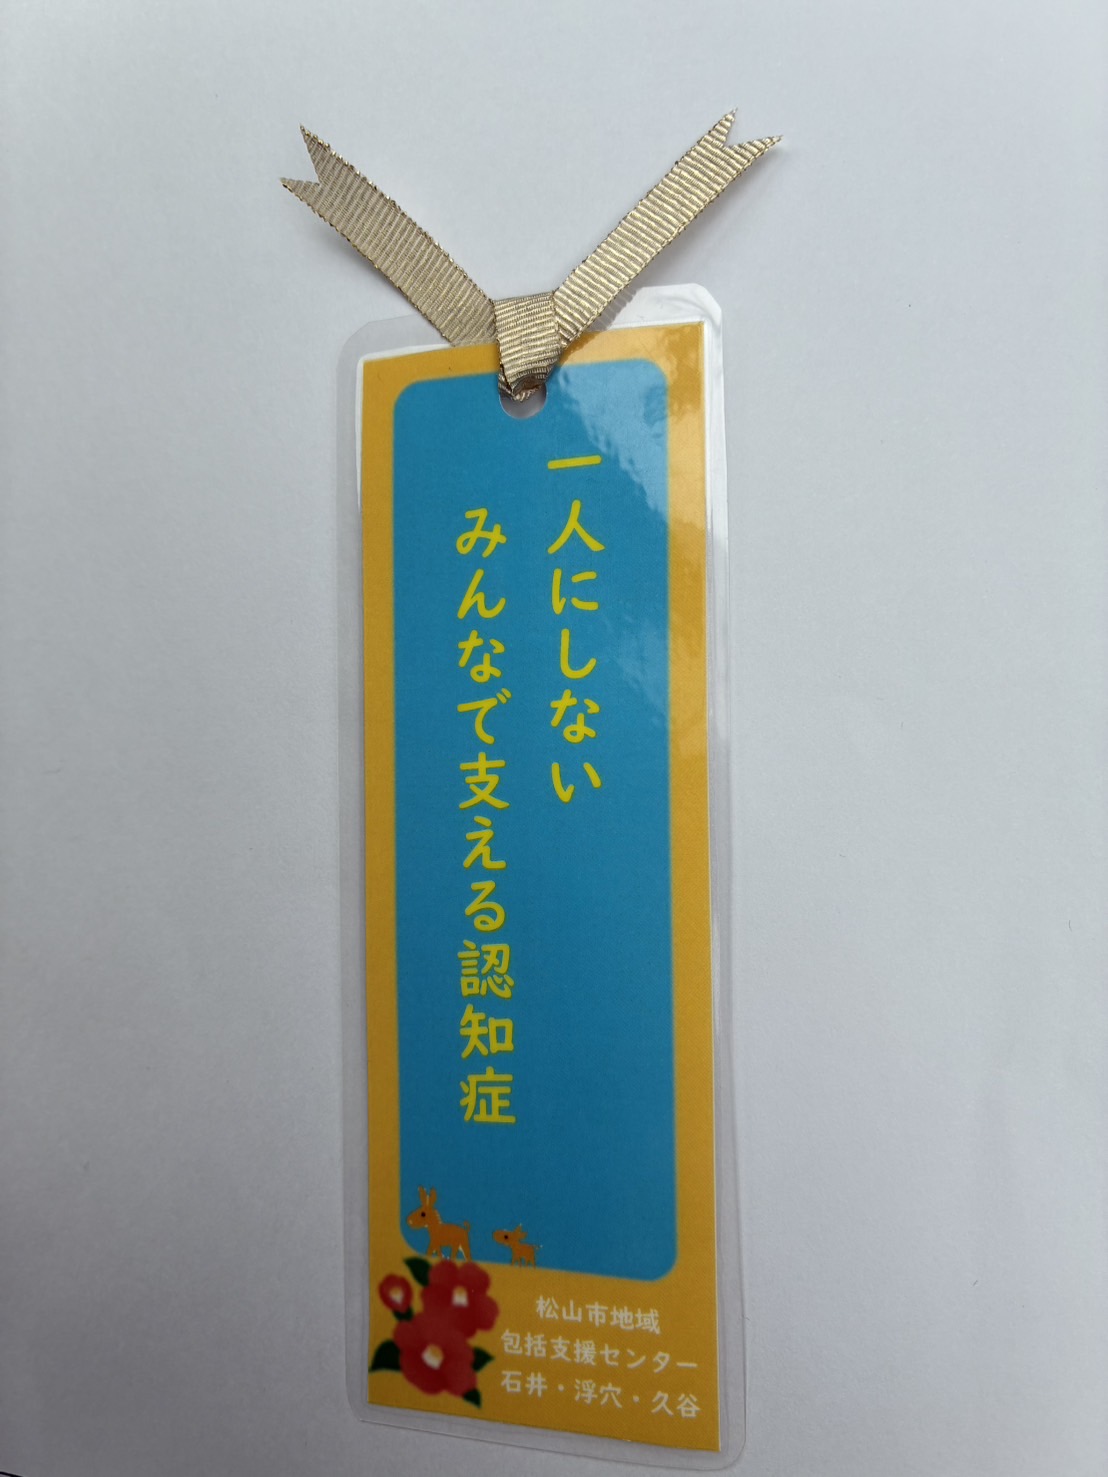 一人にしない
みんなで支える認知症
松山市地域
包括支援センター
石井・浮穴・久谷